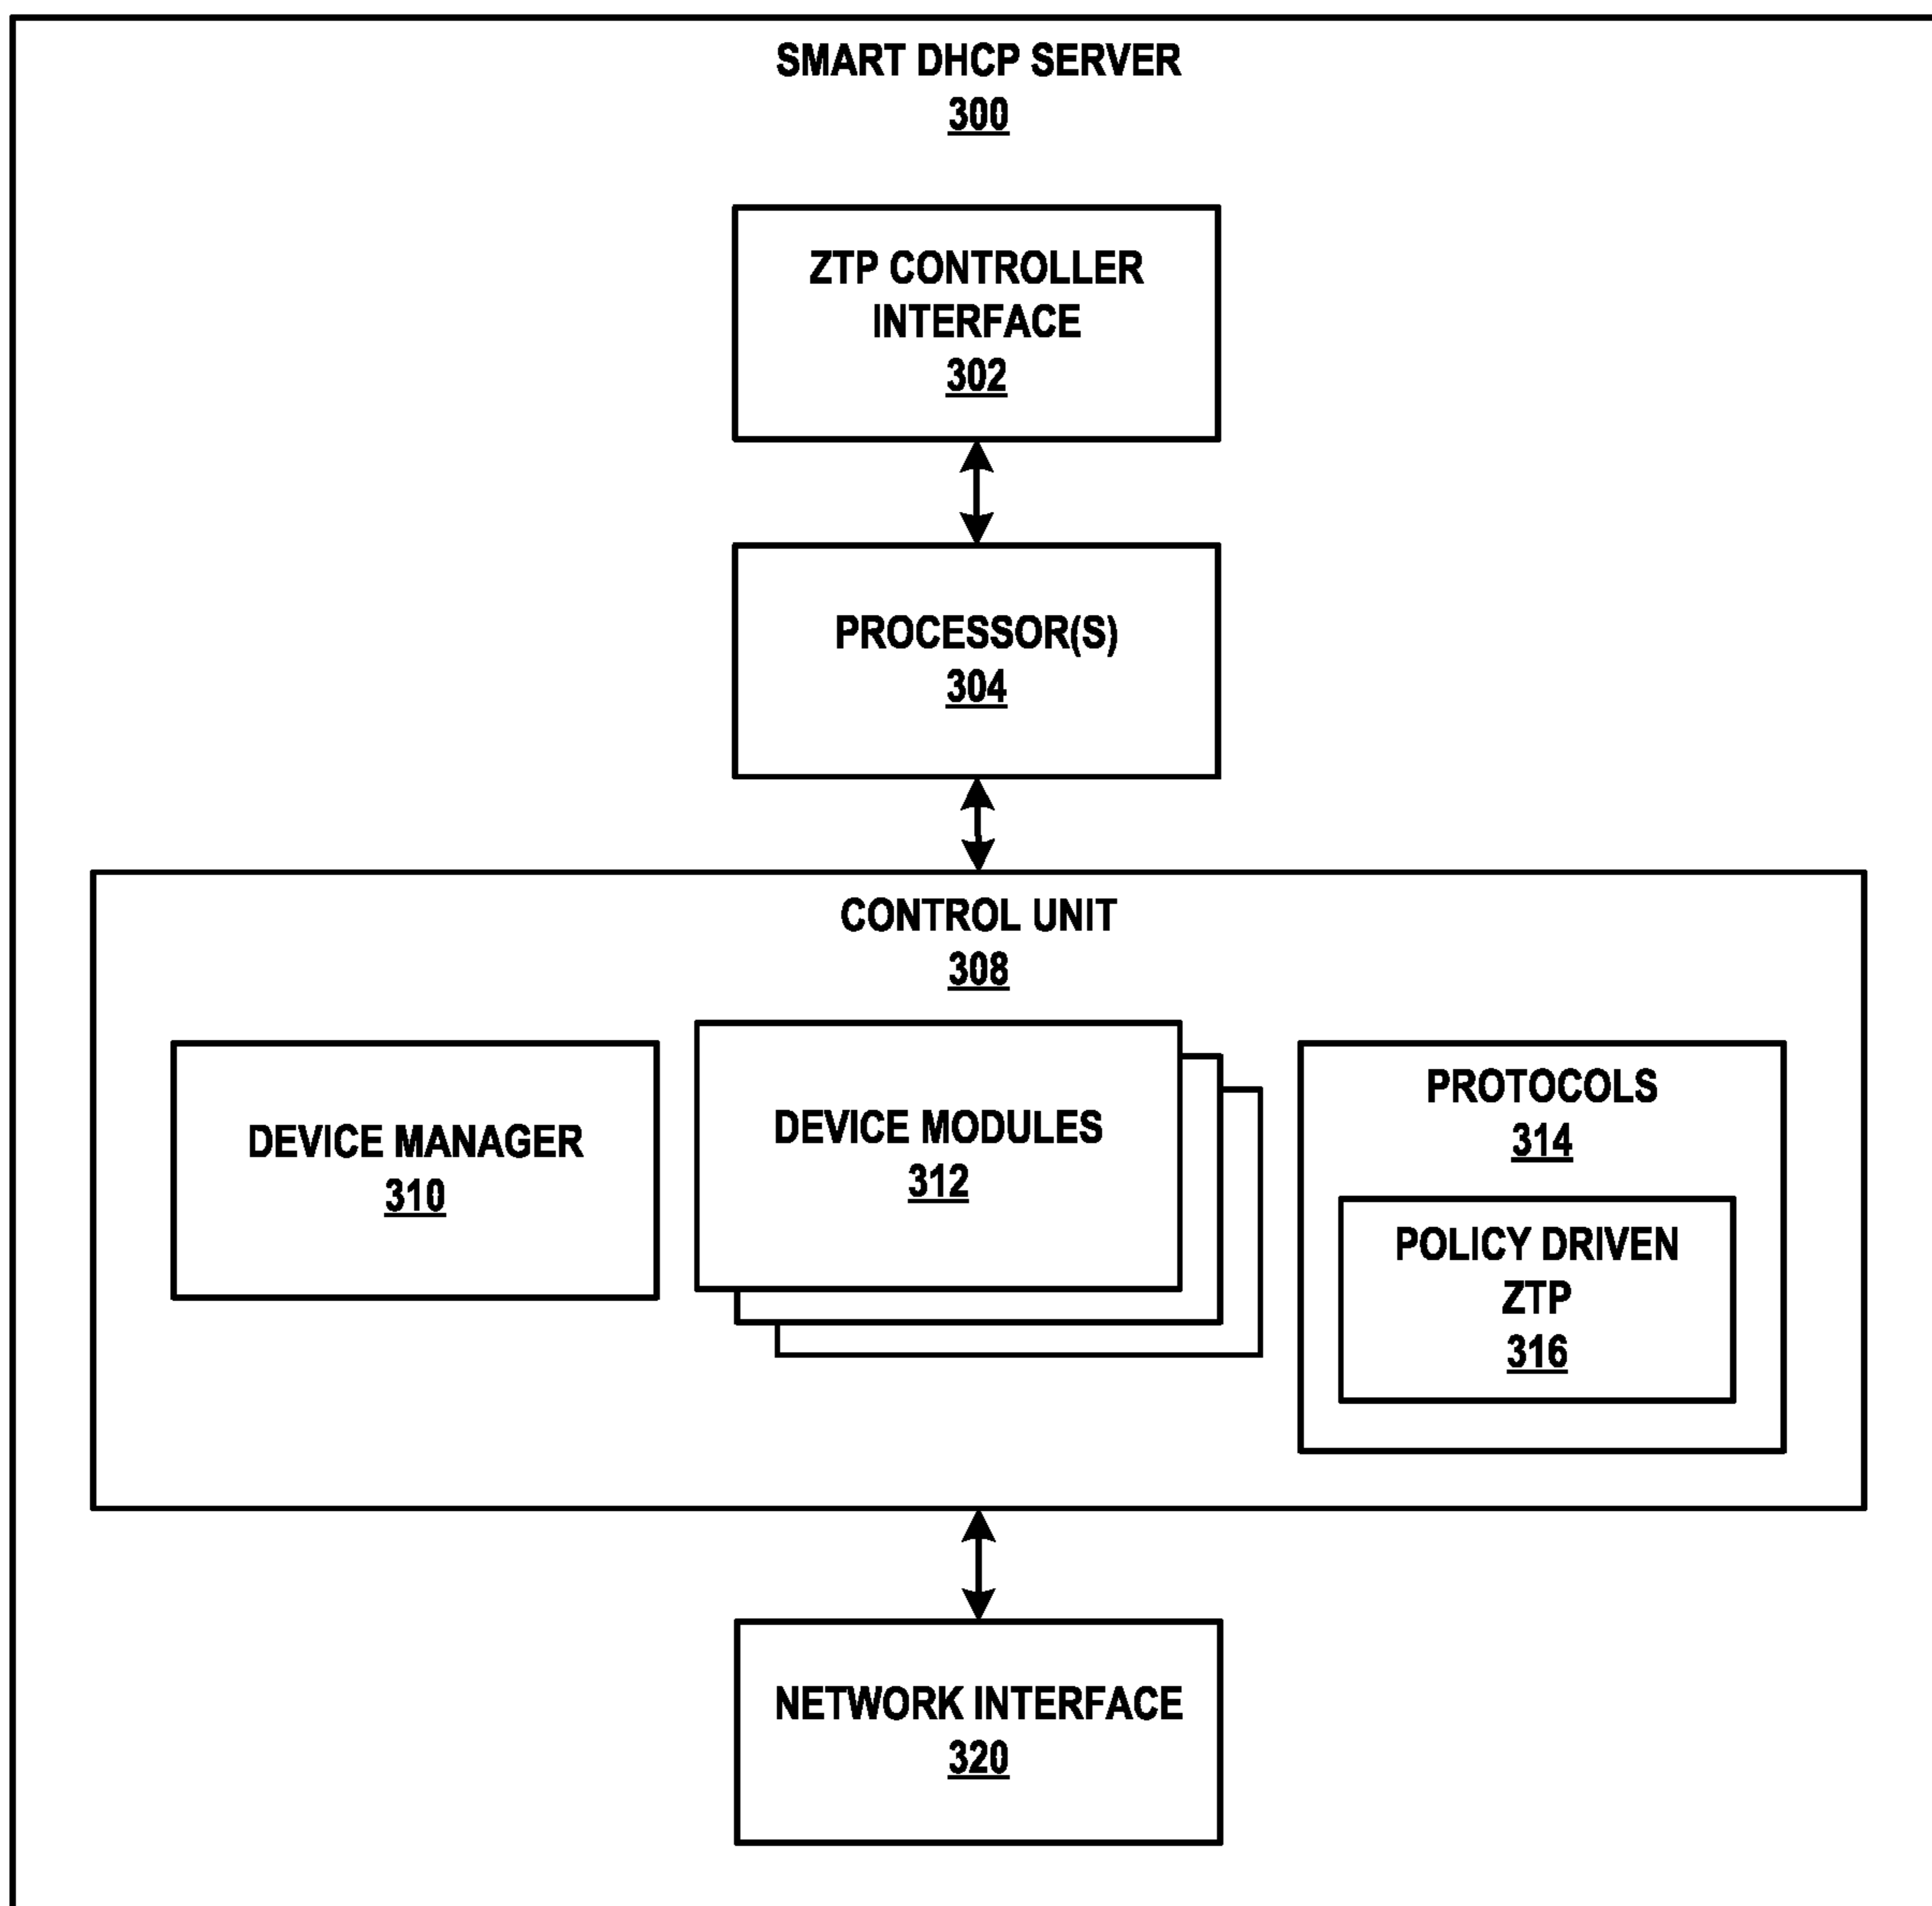 SMART DHCP SERVER
300
ZTP CONTROLLER
INTERFACE
302
PROCESSOR(S)
304
CONTROL UNIT
308
DEVICE MANAGER
310
DEVICE MODULES
312
PROTOCOLS
314
POLICY DRIVEN
ZTP
316
NETWORK INTERFACE
320